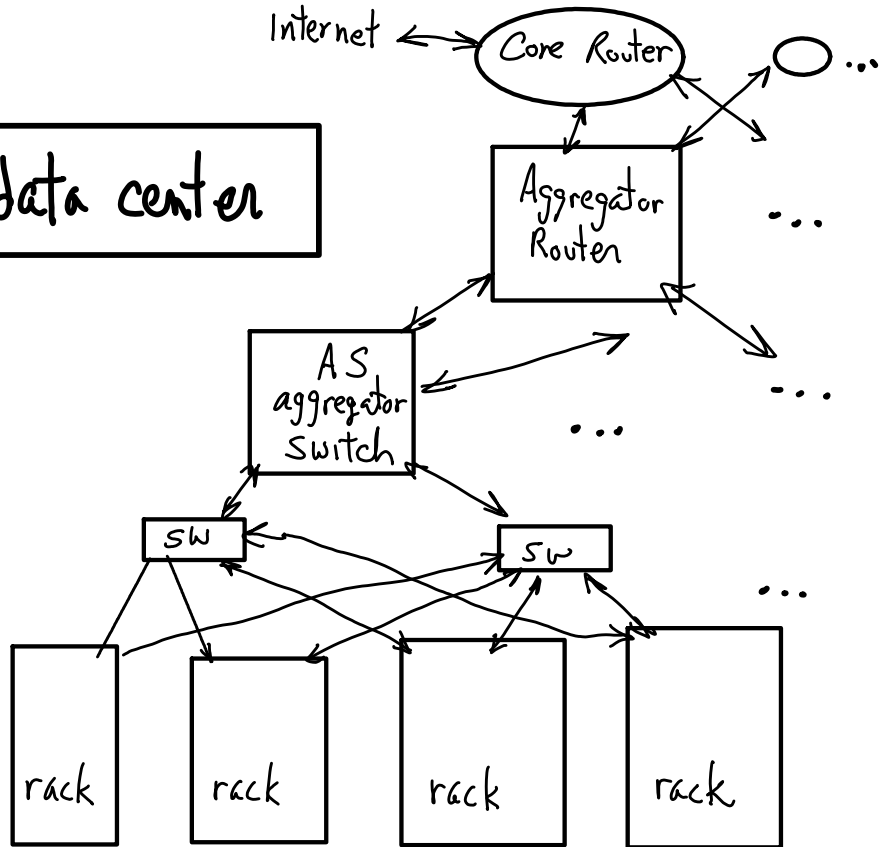 Internet
Core Router
...
data center
Aggregator
Router
...
AS
aggregator
switch
...
...
sw
sw
...
rack
rack
rack
rack